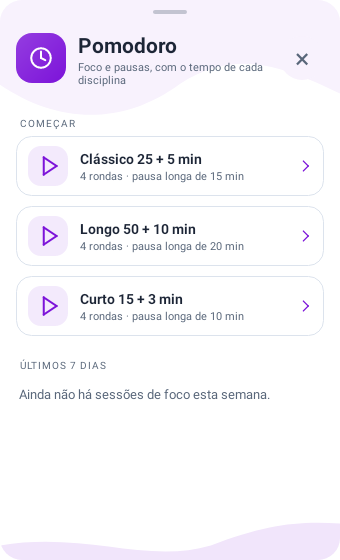 Pomodoro
Foco e pausas, com o tempo de cada
disciplina
COMEÇAR
Clássico 25 + 5 min
4 rondas · pausa longa de 15 min
Longo 50 + 10 min
4 rondas · pausa longa de 20 min
Curto 15 + 3 min
4 rondas · pausa longa de 10 min
ÚLTIMOS 7 DIAS
Ainda não há sessões de foco esta semana.